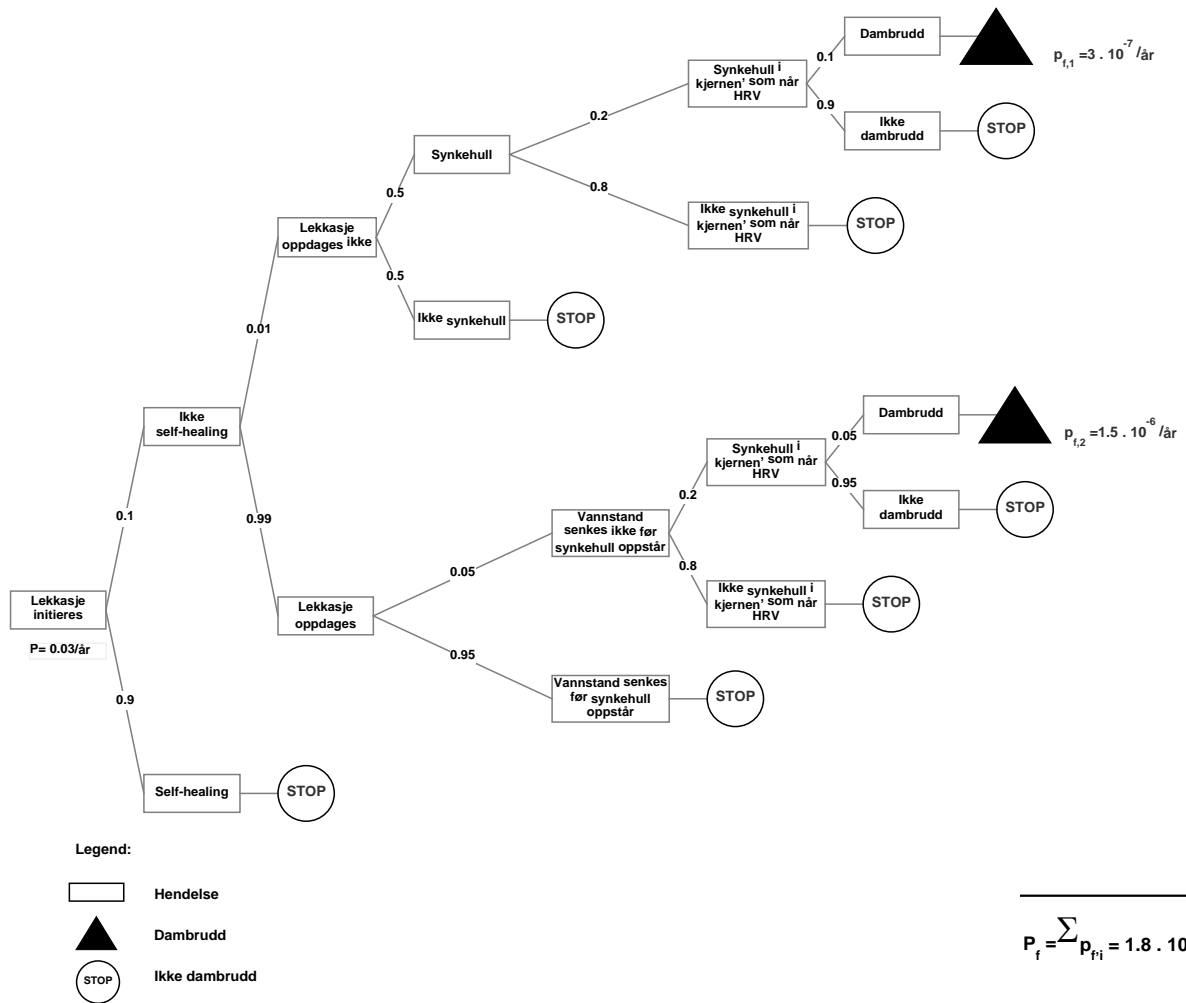 Dambrudd
p_f,1 =3 . 10^-7 /år
0.1
Synkehull i
kjernen, som når
HRV
0.9
Ikke
dambrudd
STOP
0.2
Synkehull
0.8
0.5
Ikke synkehull i
kjernen, som når
HRV
STOP
Lekkasje
oppdages ikke
0.5
Ikke synkehull
STOP
0.01
Dambrudd
p_f,2 =1.5 . 10^-6 /år
Ikke
self-healing
0.05
Synkehull i
kjernen, som når
HRV
0.95
Ikke
dambrudd
STOP
0.2
0.1
0.99
Vannstand
senkes ikke før
synkehull oppstår
0.05
0.8
Ikke synkehull i
kjernen, som når
HRV
STOP
Lekkasje
initieres
P= 0.03/år
Lekkasje
oppdages
0.95
0.9
Vannstand senkes
før synkehull
oppstår
STOP
Self-healing
STOP
Legend:
Hendelse
Dambrudd
STOP
Ikke dambrudd
P_f = Σ p_f,i = 1.8 . 10